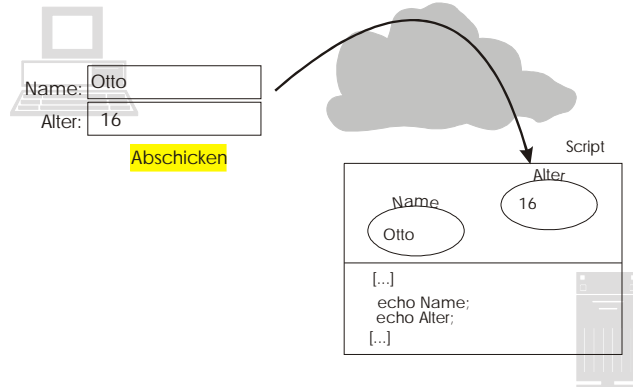 Name: Otto
Alter: 16
Abschicken
Script
Alter
16
Name
Otto
[...]
echo Name;
echo Alter;
[...]